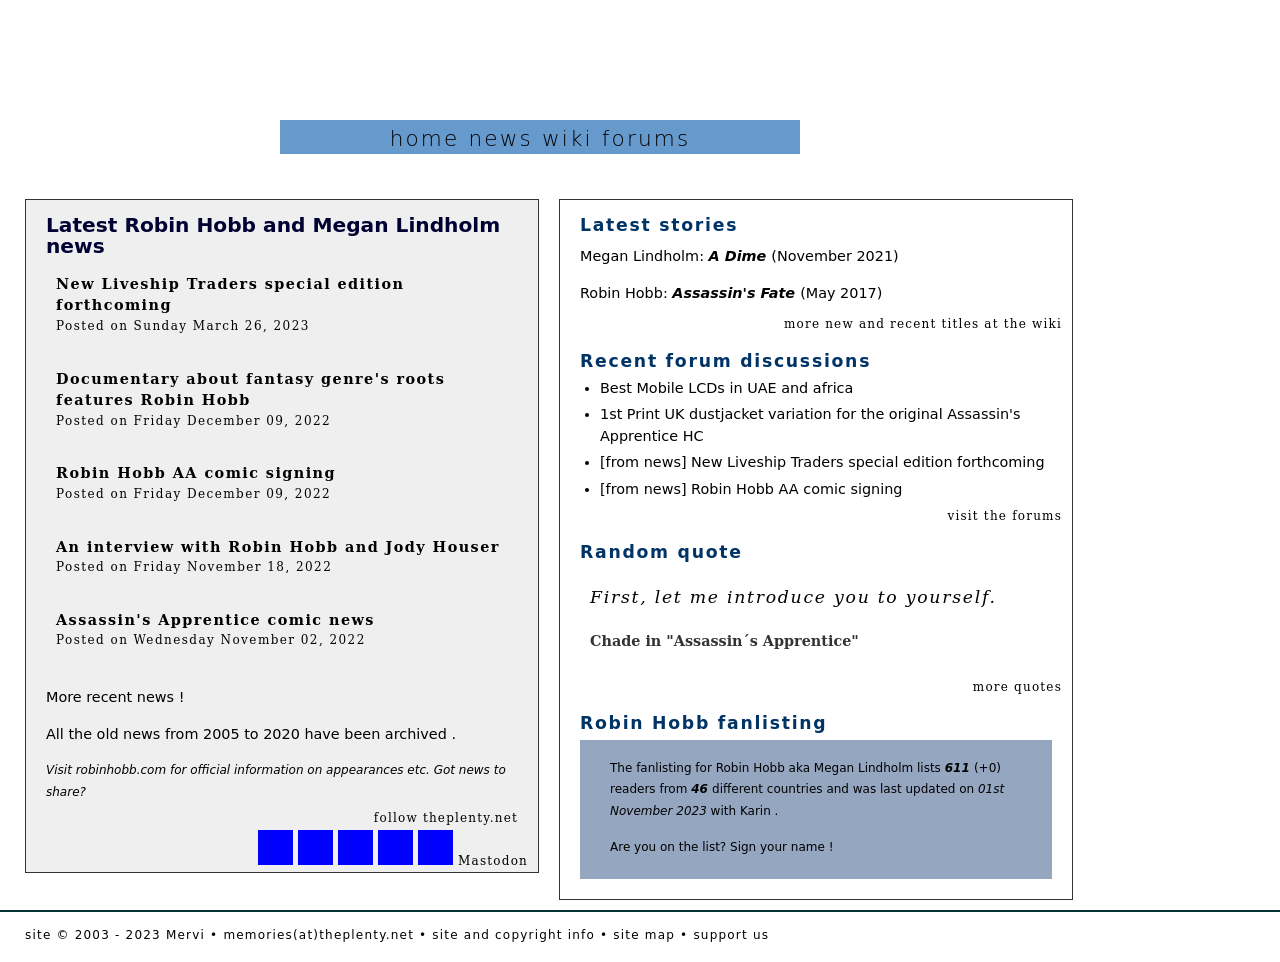 home news wiki forums
Latest Robin Hobb and Megan Lindholm
news
New Liveship Traders special edition
forthcoming
Posted on Sunday March 26, 2023
Documentary about fantasy genre's roots
features Robin Hobb
Posted on Friday December 09, 2022
Robin Hobb AA comic signing
Posted on Friday December 09, 2022
An interview with Robin Hobb and Jody Houser
Posted on Friday November 18, 2022
Assassin's Apprentice comic news
Posted on Wednesday November 02, 2022
More recent news !
All the old news from 2005 to 2020 have been archived .
Visit robinhobb.com for official information on appearances etc. Got news to
share?
follow theplenty.net
Mastodon
Latest stories
Megan Lindholm: A Dime (November 2021)
Robin Hobb: Assassin's Fate (May 2017)
more new and recent titles at the wiki
Recent forum discussions
• Best Mobile LCDs in UAE and africa
• 1st Print UK dustjacket variation for the original Assassin's
Apprentice HC
• [from news] New Liveship Traders special edition forthcoming
• [from news] Robin Hobb AA comic signing
visit the forums
Random quote
First, let me introduce you to yourself.
Chade in "Assassin´s Apprentice"
more quotes
Robin Hobb fanlisting
The fanlisting for Robin Hobb aka Megan Lindholm lists 611 (+0)
readers from 46 different countries and was last updated on 01st
November 2023 with Karin .
Are you on the list? Sign your name !
site © 2003 - 2023 Mervi • memories(at)theplenty.net • site and copyright info • site map • support us